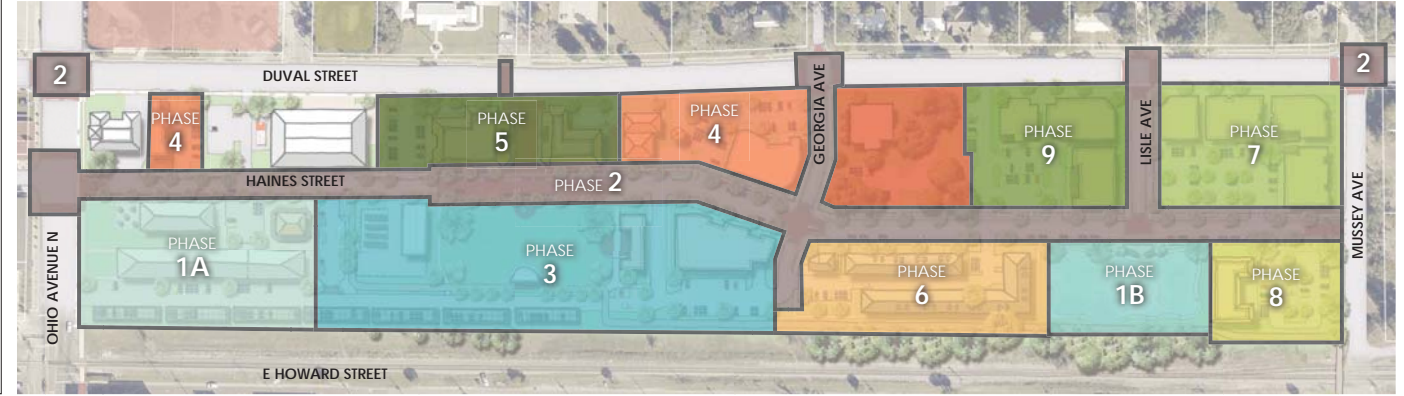 2
DUVAL STREET
2
PHASE
4
PHASE
5
PHASE
4
GEORGIA AVE
PHASE
9
LISLE AVE
PHASE
7
HAINES STREET
PHASE 2
OHIO AVENUE N
PHASE
1A
PHASE
3
PHASE
6
PHASE
1B
PHASE
8
MUSSEY AVE
E HOWARD STREET